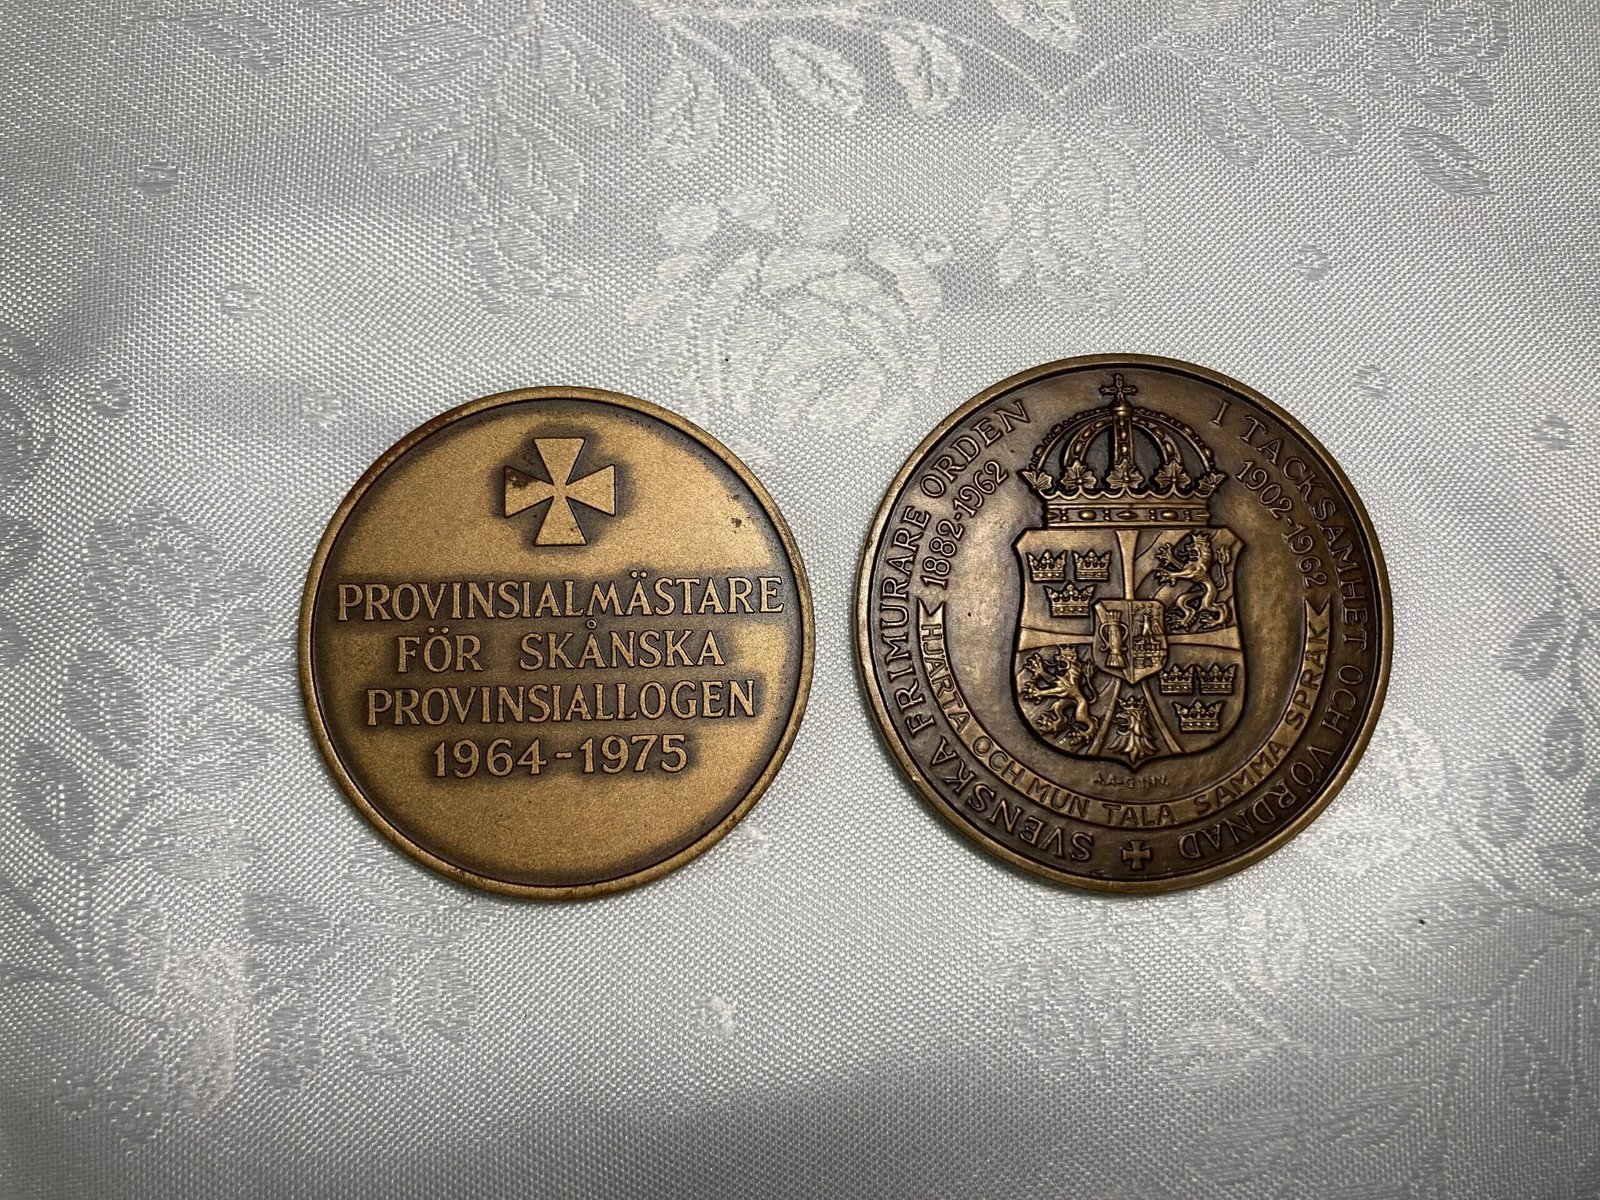 PROVINSIALMÄSTARE
FÖR SKÅNSKA
PROVINSIALLOGEN
1964-1975
SVENSKA FRIMURARE ORDEN
I TACKSAMHET OCH VÖRDNAD
1882-1962
1902-1962
HJÄRTA OCH MUN TALA SAMMA SPRÅK